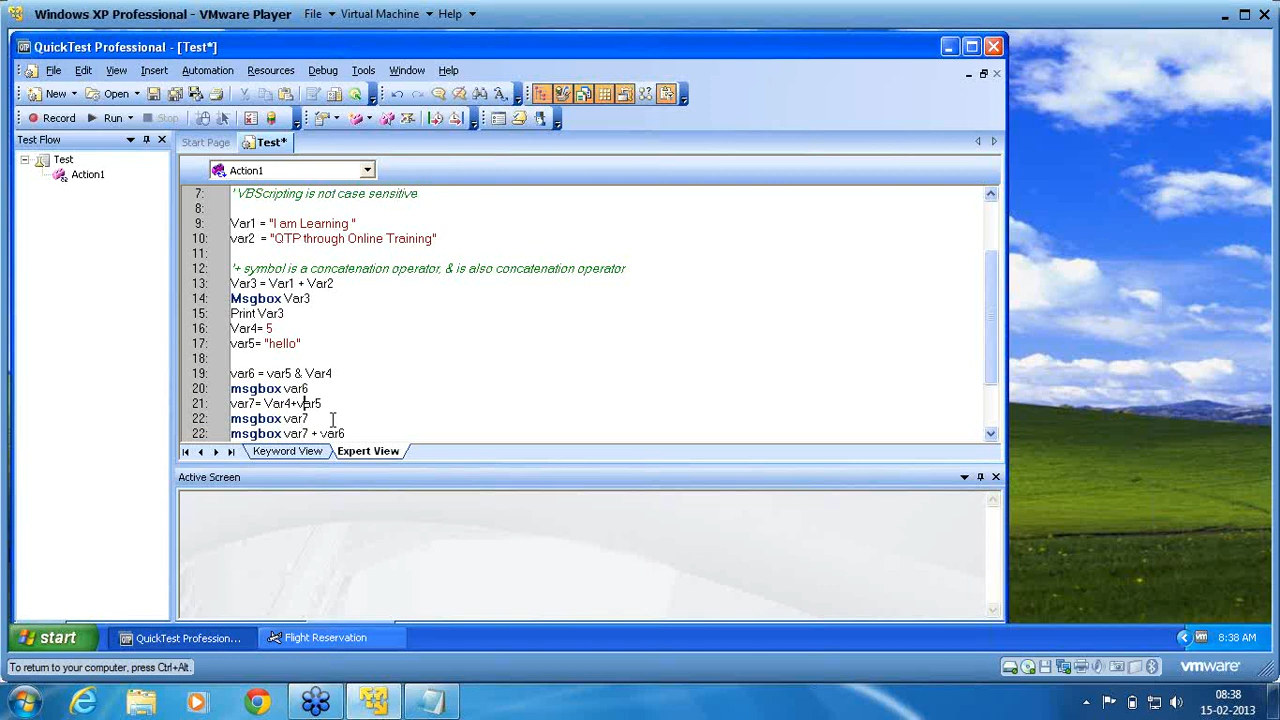 Windows XP Professional - VMware Player File Virtual Machine Help
QuickTest Professional - [Test*]
File Edit View Insert Automation Resources Debug Tools Window Help
New Open
Record Run Stop
Test Flow
Test
Action1
Start Page Test*
Action1
7: ' VBScripting is not case sensitive
8:
9: Var1 = "I am Learning "
10: var2 = "QTP through Online Training"
11:
12: '+ symbol is a concatenation operator, & is also concatenation operator
13: Var3 = Var1 + Var2
14: Msgbox Var3
15: Print Var3
16: Var4= 5
17: var5= "hello"
18:
19: var6 = var5 & Var4
20: msgbox var6
21: var7= Var4+var5
22: msgbox var7
22: msgbox var7 + var6
Keyword View Expert View
Active Screen
start QuickTest Profession... Flight Reservation 8:38 AM
To return to your computer, press Ctrl+Alt. vmware
08:38
15-02-2013